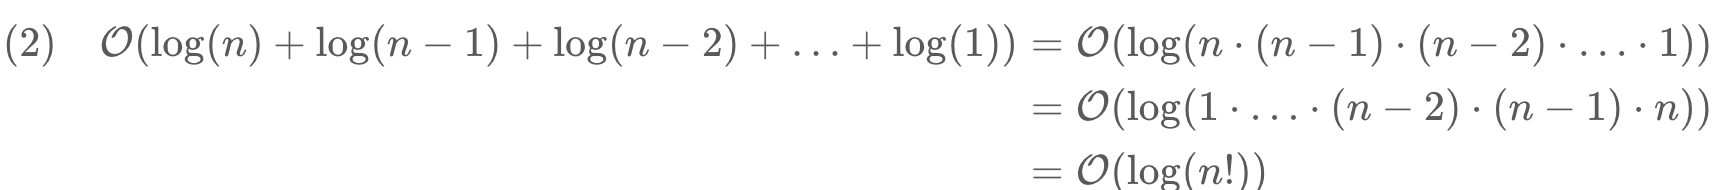 (2) 𝒪(log(n) + log(n − 1) + log(n − 2) + … + log(1)) = 𝒪(log(n · (n − 1) · (n − 2) · … · 1))
= 𝒪(log(1 · … · (n − 2) · (n − 1) · n))
= 𝒪(log(n!))